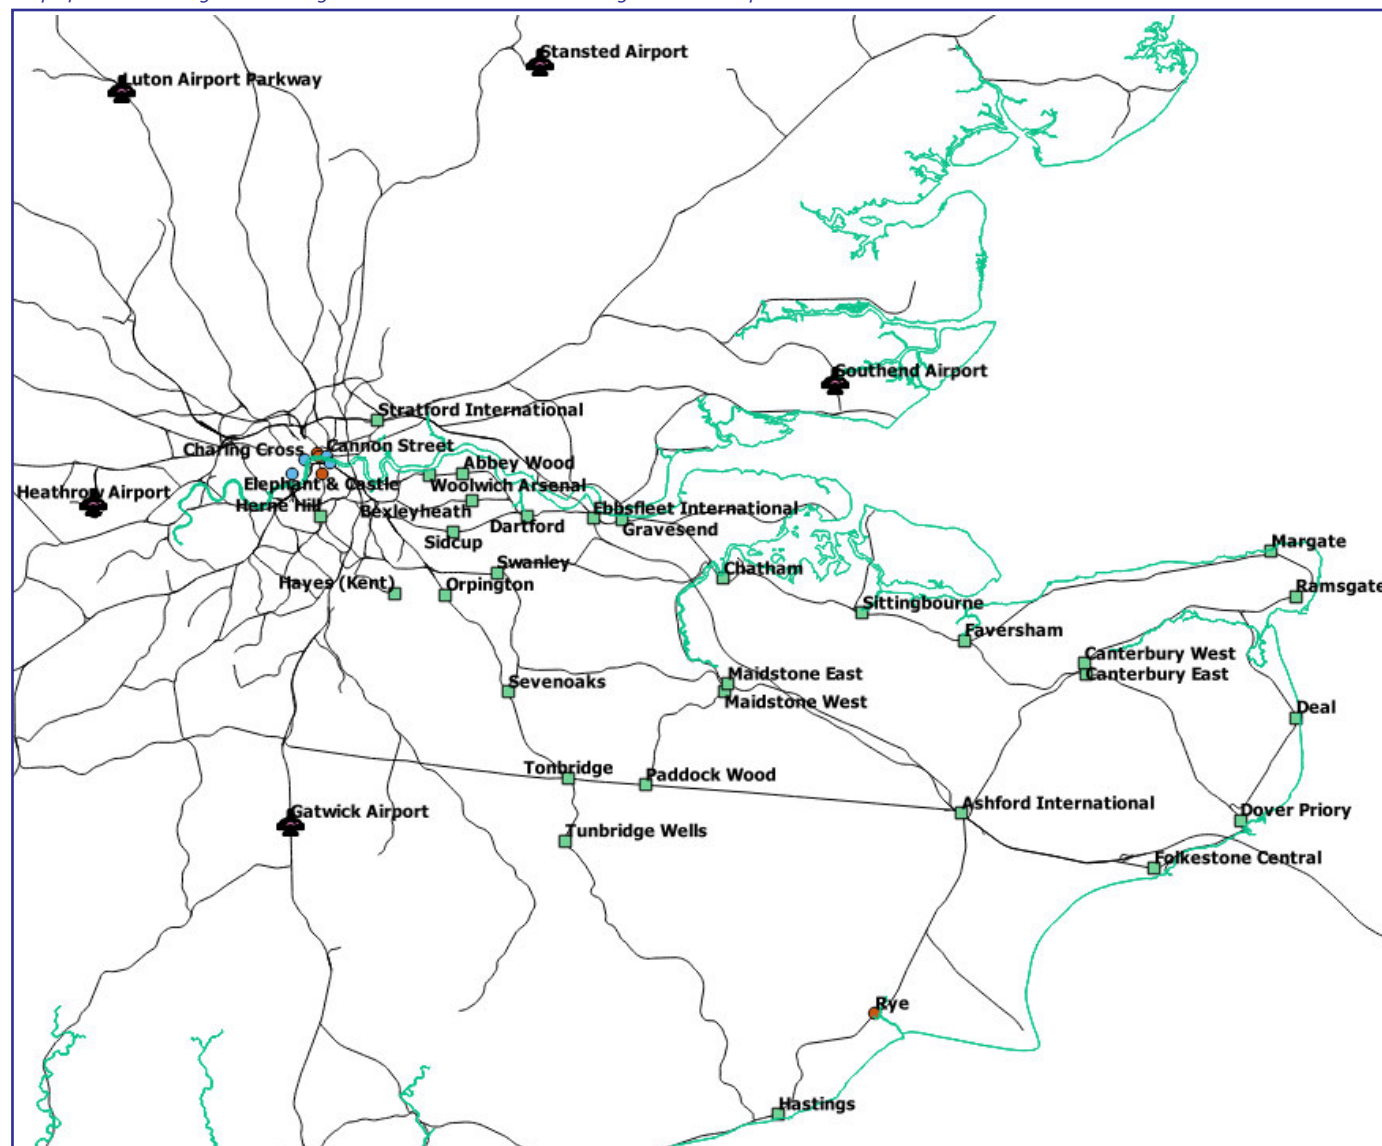 Stansted Airport
Luton Airport Parkway
Southend Airport
Stratford International
Charing Cross
Cannon Street
Abbey Wood
Elephant & Castle
Woolwich Arsenal
Heathrow Airport
Herne Hill
Bexleyheath
Ebbsfleet International
Dartford
Gravesend
Sidcup
Margate
Swanley
Chatham
Hayes (Kent)
Orpington
Ramsgate
Sittingbourne
Faversham
Canterbury West
Canterbury East
Maidstone East
Sevenoaks
Maidstone West
Deal
Tonbridge
Paddock Wood
Ashford International
Gatwick Airport
Dover Priory
Tunbridge Wells
Folkestone Central
Rye
Hastings